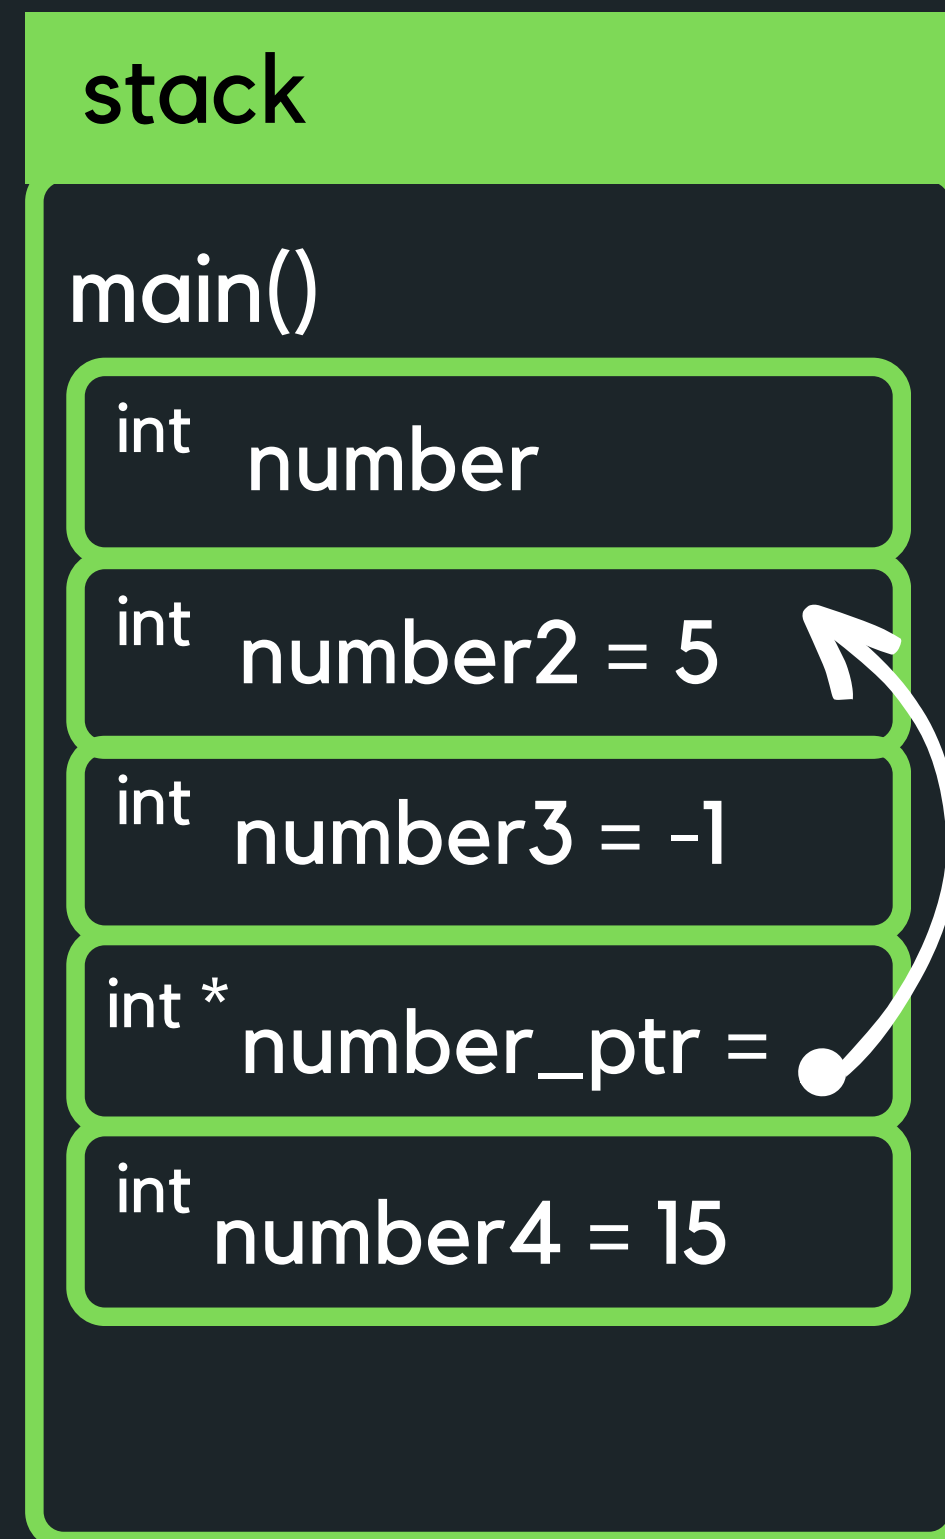 stack
main()
int number
int number2 = 5
int number3 = -1
int * number_ptr =
int number4 = 15